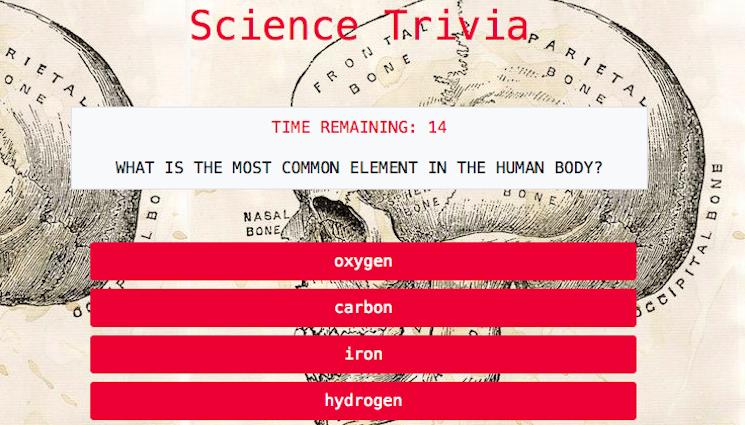 Science Trivia
FRONTAL
BONE
PARIETAL
BONE
RIETAL
BONE
TIME REMAINING: 14
WHAT IS THE MOST COMMON ELEMENT IN THE HUMAN BODY?
BONE
BONE
NASAL
BONE
OCCIPITAL BONE
oxygen
carbon
iron
hydrogen